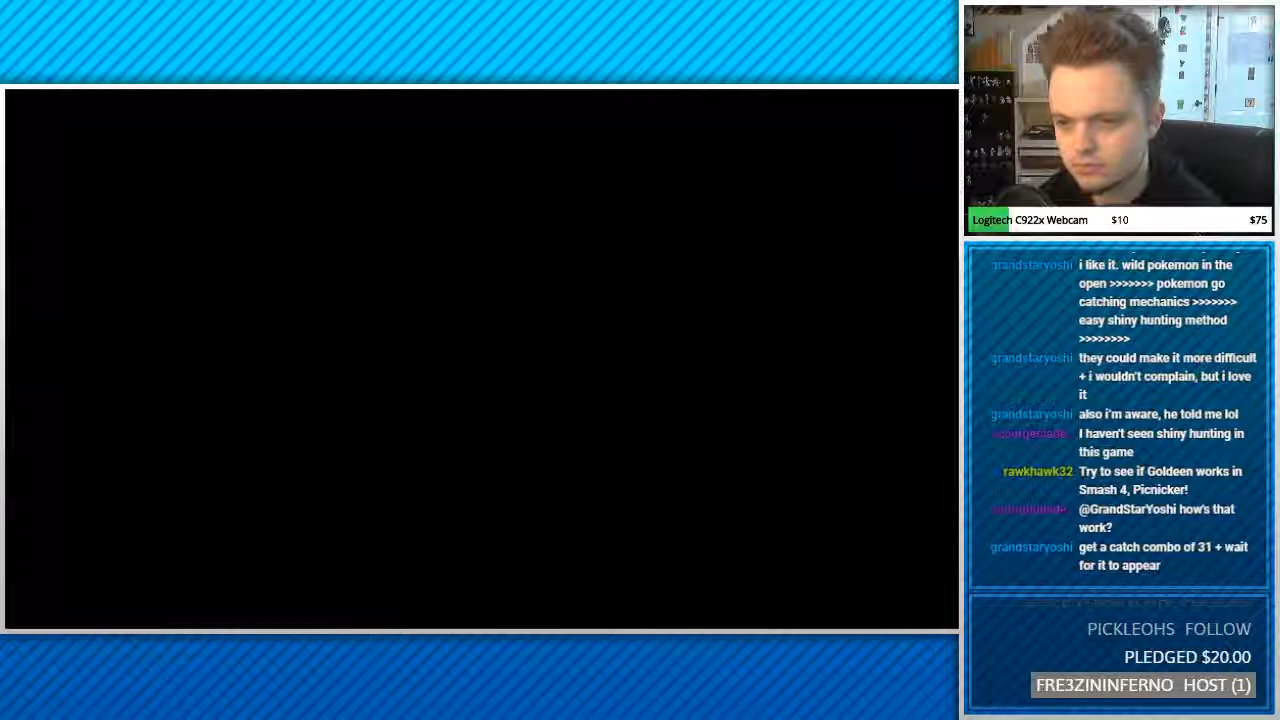 Logitech C922x Webcam $10 $75
grandstaryoshi i like it. wild pokemon in the
open >>>>>>> pokemon go
catching mechanics >>>>>>>
easy shiny hunting method
>>>>>>>>
grandstaryoshi they could make it more difficult
+ i wouldn't complain, but i love
it
grandstaryoshi also i'm aware, he told me lol
I haven't seen shiny hunting in
this game
rawkhawk32 Try to see if Goldeen works in
Smash 4, Picnicker!
@GrandStarYoshi how's that
work?
grandstaryoshi get a catch combo of 31 + wait
for it to appear
PICKLEOHS FOLLOW
PLEDGED $20.00
FRE3ZININFERNO HOST (1)